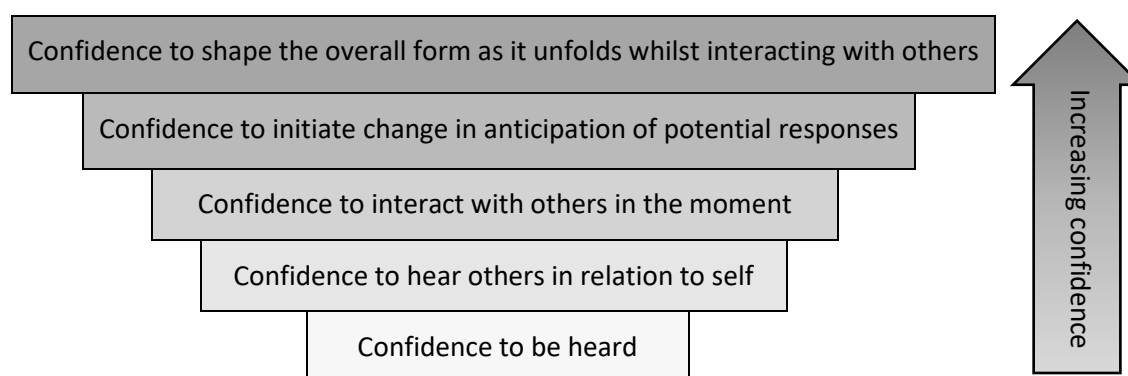 Confidence to shape the overall form as it unfolds whilst interacting with others
Confidence to initiate change in anticipation of potential responses
Confidence to interact with others in the moment
Confidence to hear others in relation to self
Confidence to be heard
Increasing confidence